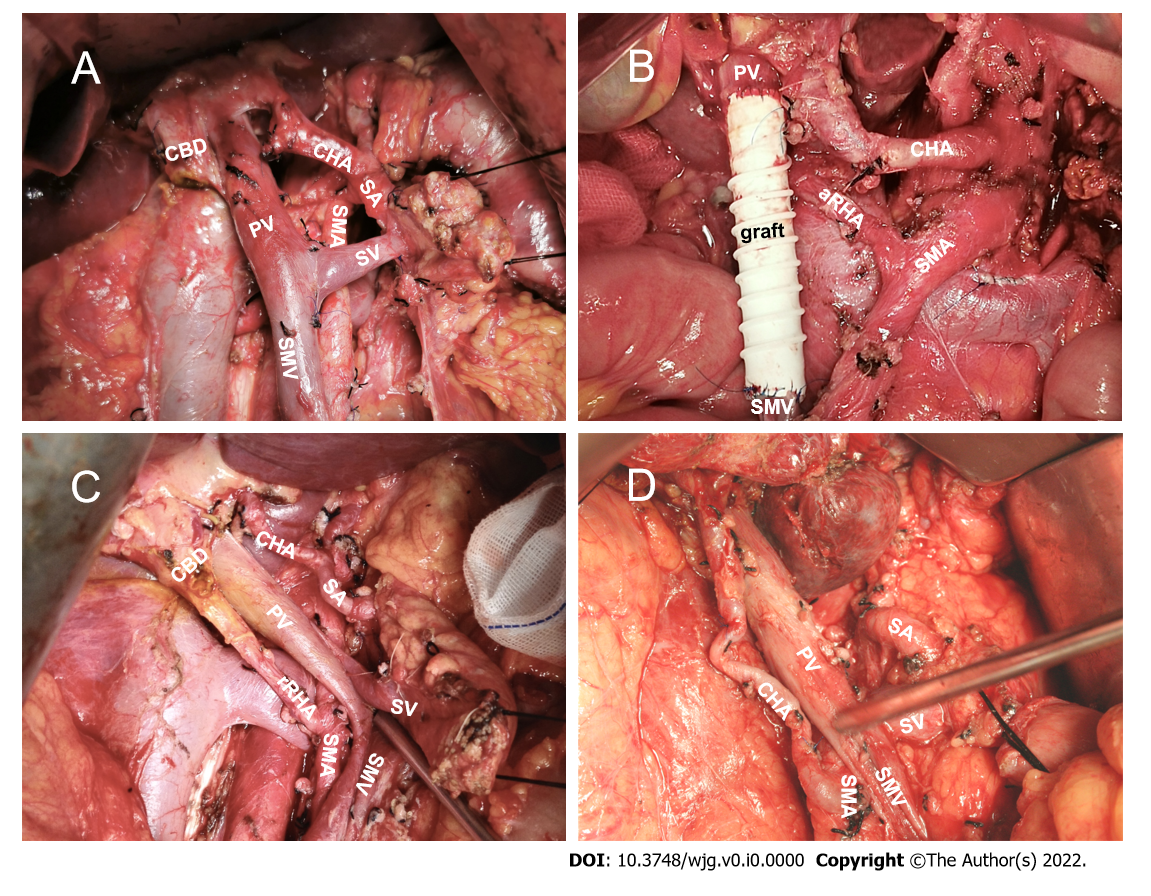 A
CBD
CHA
SA
SMA
PV
SV
SMV
B
PV
CHA
aRHA
graft
SMA
SMV
C
CHA
CBD
SA
PV
rRHA
SV
SMA
SMV
D
SA
PV
CHA
SV
SMV
SMA
DOI: 10.3748/wjg.v0.i0.0000 Copyright ©The Author(s) 2022.